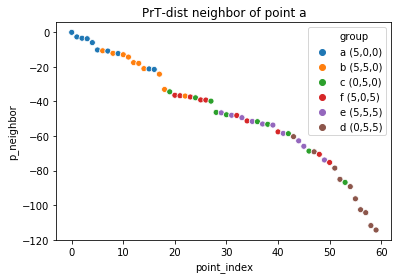 PrT-dist neighbor of point a
group
a (5,0,0)
b (5,5,0)
c (0,5,0)
f (5,0,5)
e (5,5,5)
d (0,5,5)
0
−20
−40
−60
−80
−100
−120
p_neighbor
0 10 20 30 40 50 60
point_index